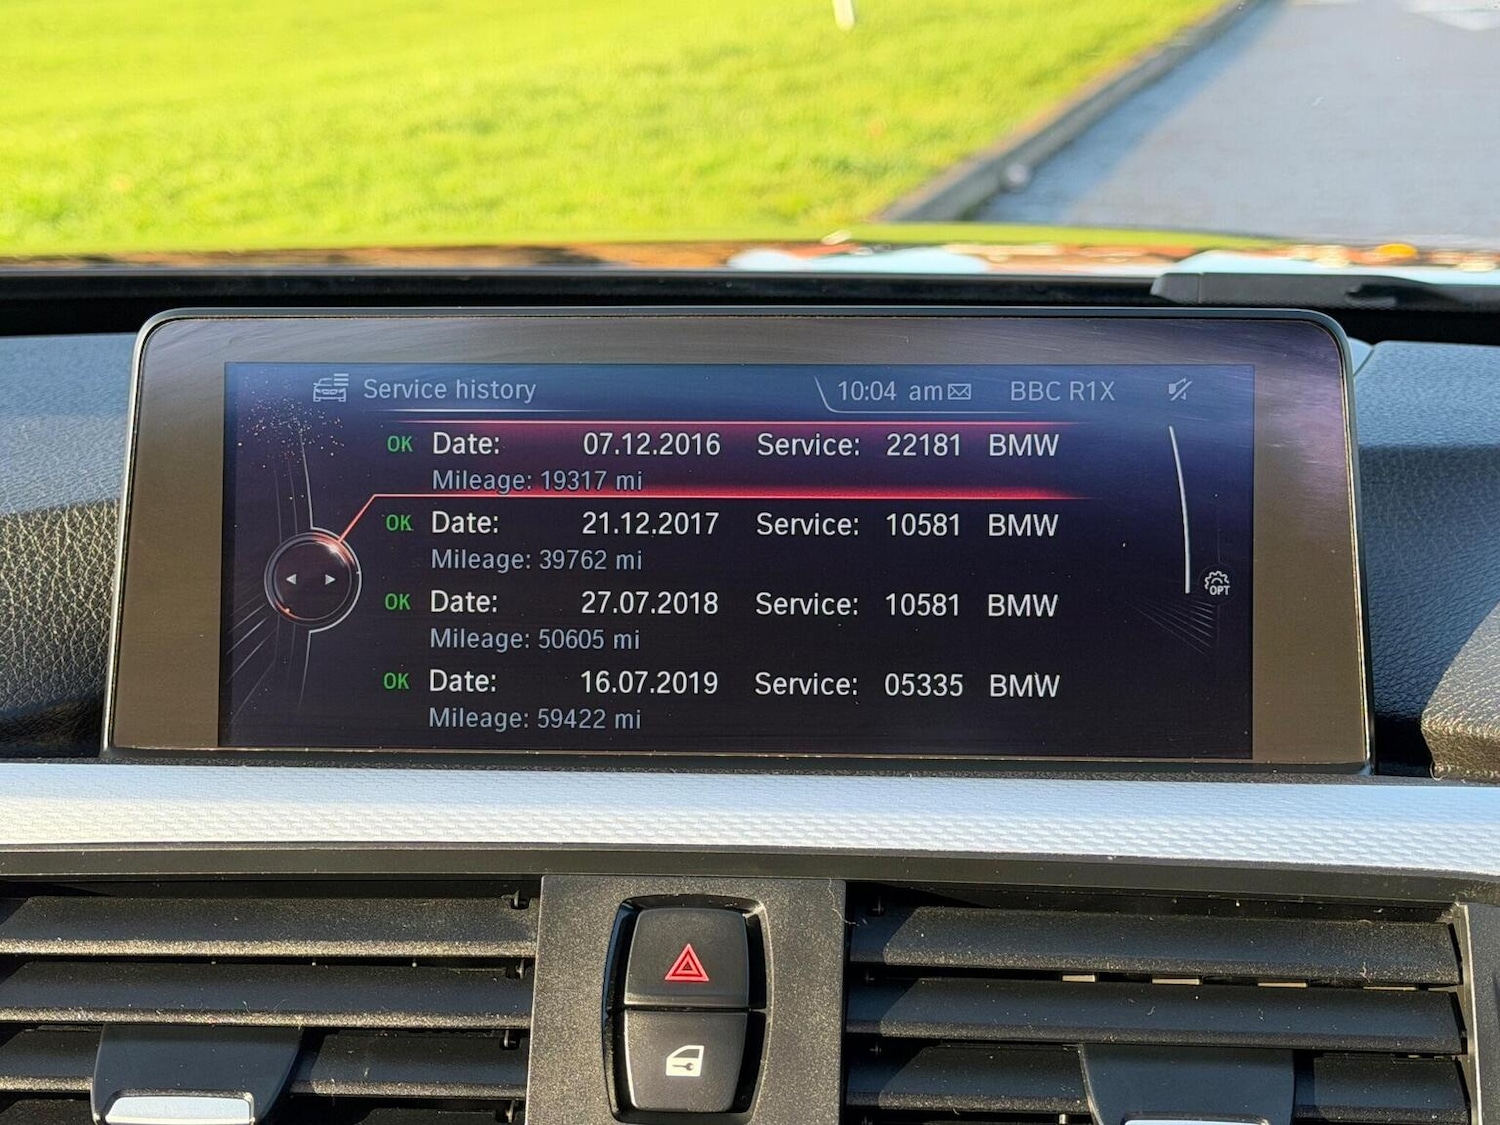 Service history 10:04 am BBC R1X
OK Date: 07.12.2016 Service: 22181 BMW
Mileage: 19317 mi
OK Date: 21.12.2017 Service: 10581 BMW
Mileage: 39762 mi
OK Date: 27.07.2018 Service: 10581 BMW
Mileage: 50605 mi
OPT
OK Date: 16.07.2019 Service: 05335 BMW
Mileage: 59422 mi